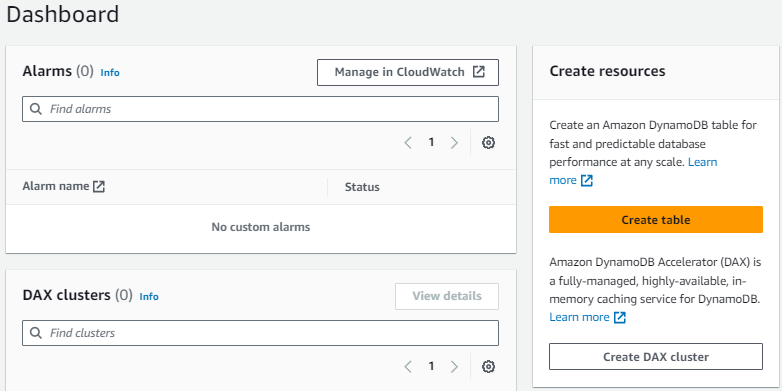 Dashboard
Alarms (0) Info
Manage in CloudWatch
Find alarms
1
Alarm name
Status
No custom alarms
DAX clusters (0) Info
View details
Find clusters
1
Create resources
Create an Amazon DynamoDB table for
fast and predictable database
performance at any scale. Learn
more
Create table
Amazon DynamoDB Accelerator (DAX) is
a fully-managed, highly-available, in-
memory caching service for DynamoDB.
Learn more
Create DAX cluster